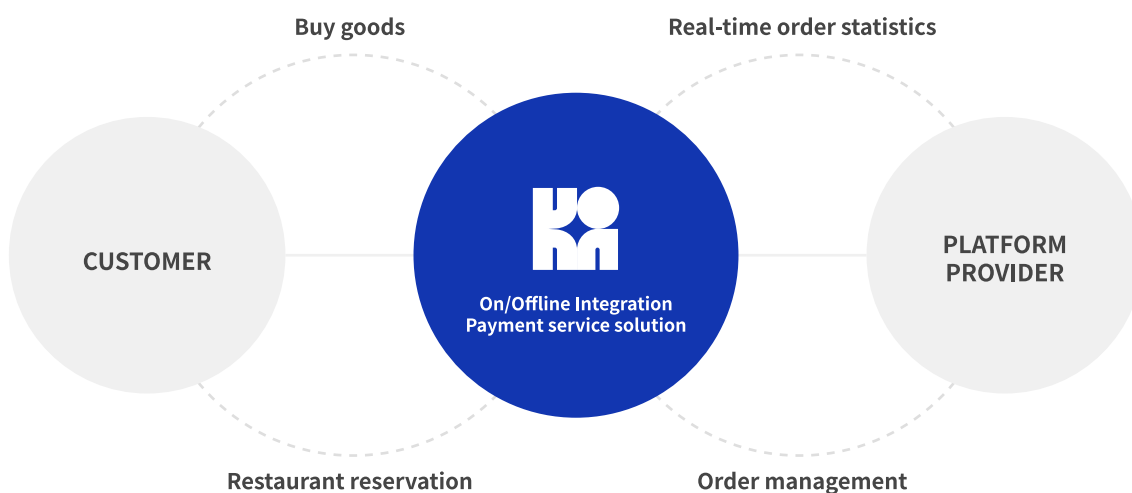 Buy goods
Real-time order statistics
CUSTOMER
On/Offline Integration
Payment service solution
PLATFORM
PROVIDER
Restaurant reservation
Order management